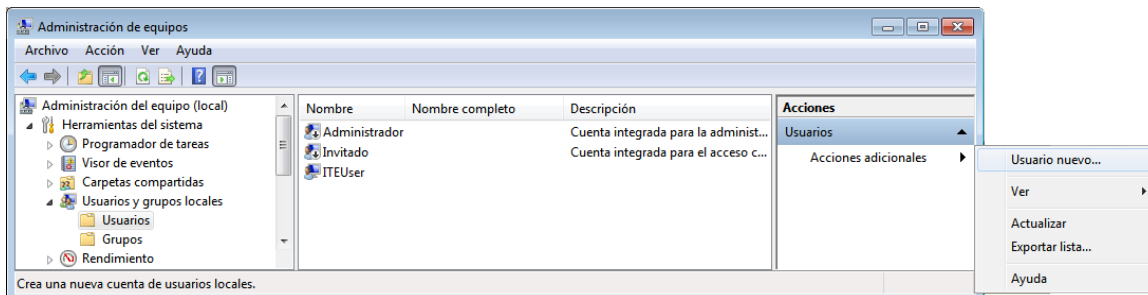 Administración de equipos
Archivo Acción Ver Ayuda
Administración del equipo (local)
Herramientas del sistema
Programador de tareas
Visor de eventos
Carpetas compartidas
Usuarios y grupos locales
Usuarios
Grupos
Rendimiento
Nombre Nombre completo Descripción
Administrador Cuenta integrada para la administ...
Invitado Cuenta integrada para el acceso c...
ITEUser
Acciones
Usuarios
Acciones adicionales
Usuario nuevo...
Ver
Actualizar
Exportar lista...
Ayuda
Crea una nueva cuenta de usuarios locales.